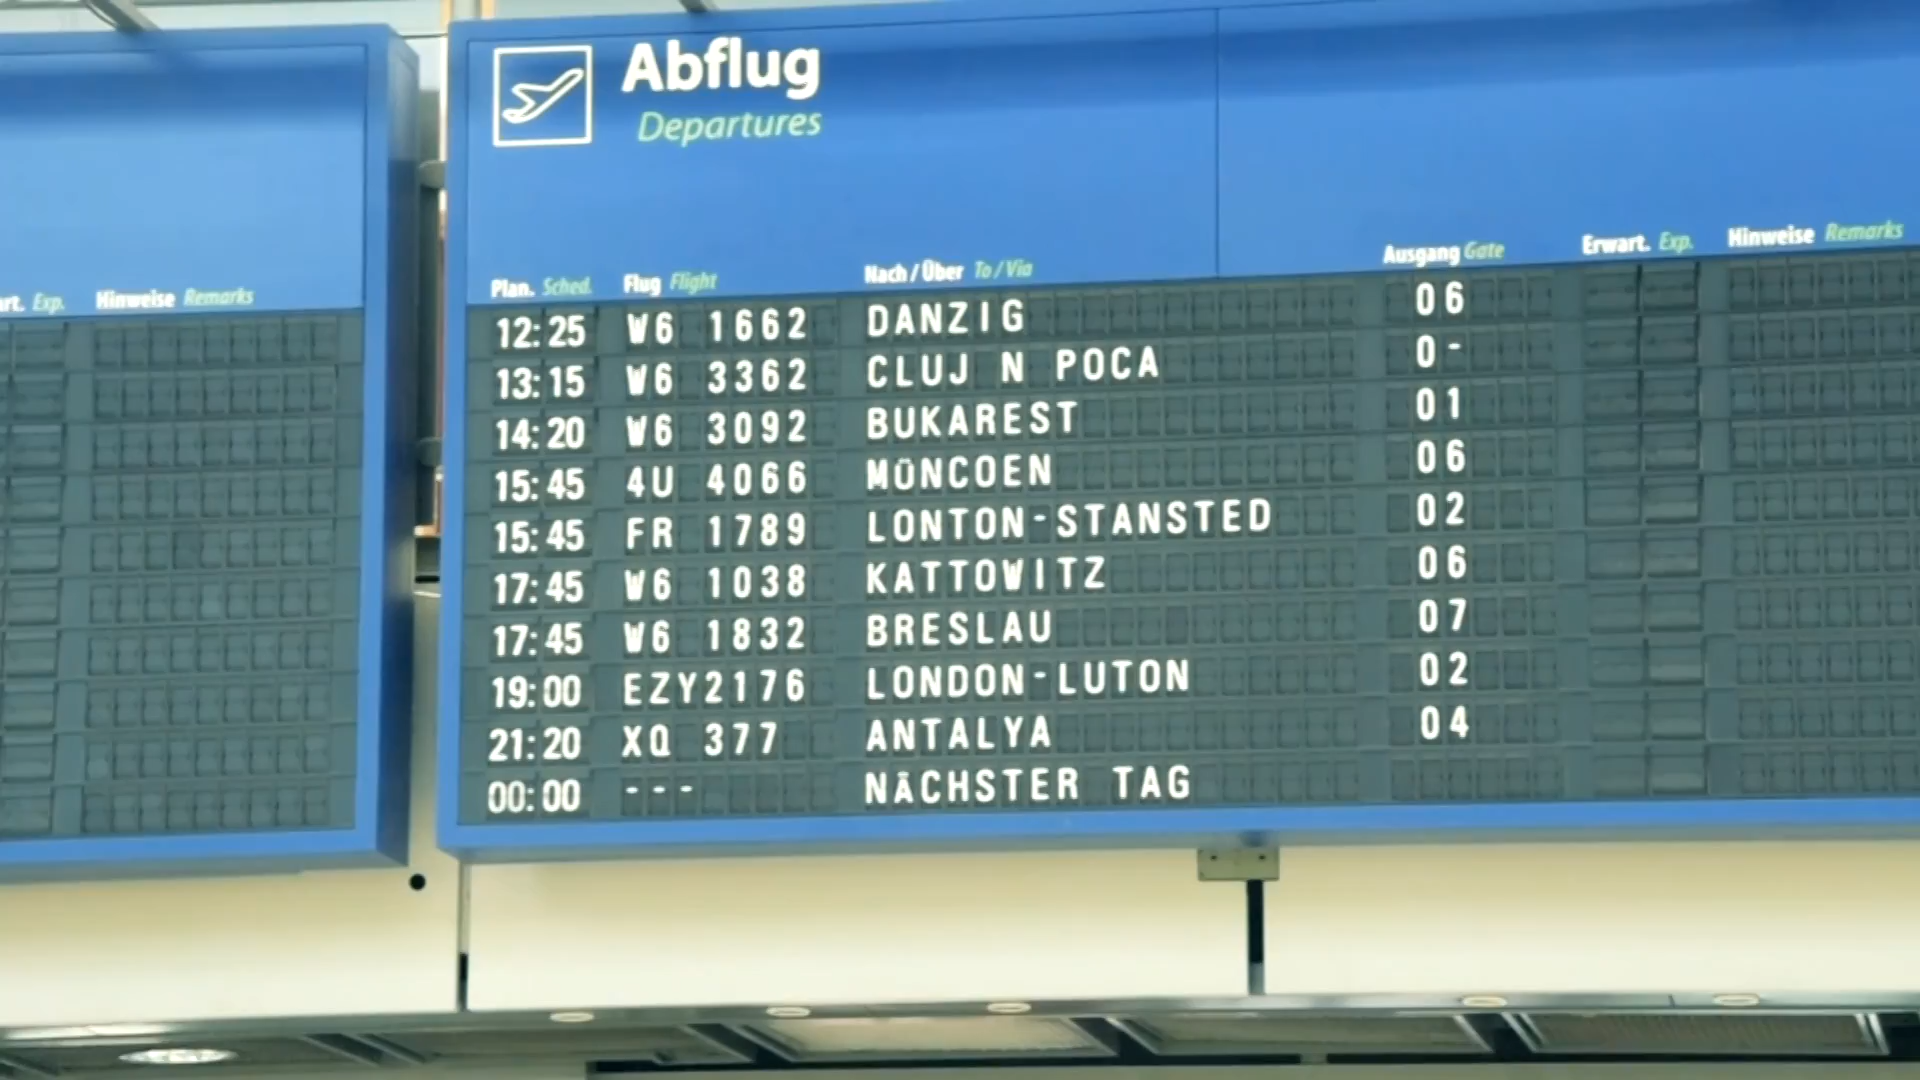 Abflug
Departures
rt. Exp. Hinweise Remarks
Plan. Sched. Flug Flight Nach / Über To / Via Ausgang Gate Erwart. Exp. Hinweise Remarks
12:25 W6 1662 DANZIG 06
13:15 W6 3362 CLUJ N POCA 0-
14:20 W6 3092 BUKAREST 01
15:45 4U 4066 MÜNCOEN 06
15:45 FR 1789 LONTON-STANSTED 02
17:45 W6 1038 KATTOWITZ 06
17:45 W6 1832 BRESLAU 07
19:00 EZY2176 LONDON-LUTON 02
21:20 XQ 377 ANTALYA 04
00:00 --- NÄCHSTER TAG